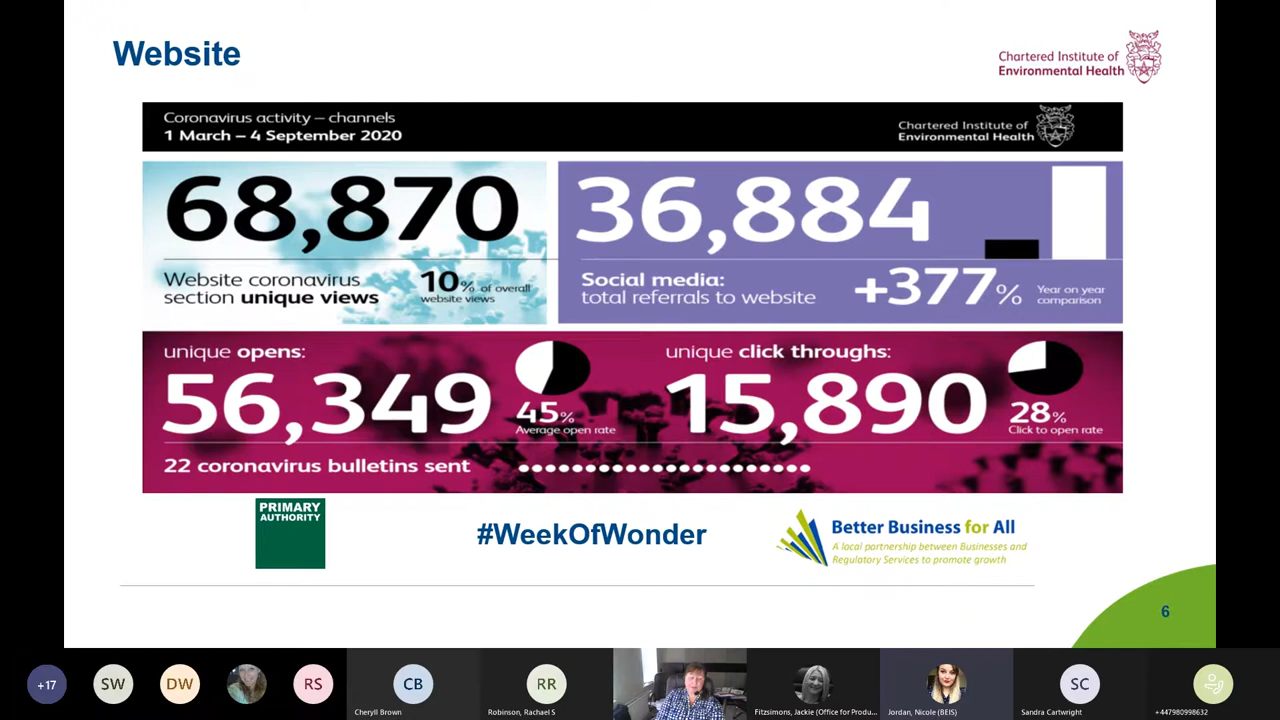 Website
Chartered Institute of
Environmental Health
Coronavirus activity – channels
1 March – 4 September 2020
Chartered Institute of
Environmental Health
68,870
Website coronavirus
section unique views
10% of overall
website views
36,884
Social media:
total referrals to website
+377%
Year on year
comparison
unique opens:
56,349
45%
Average open rate
unique click throughs:
15,890
28%
Click to open rate
22 coronavirus bulletins sent
PRIMARY
AUTHORITY
#WeekOfWonder
Better Business for All
A local partnership between Businesses and
Regulatory Services to promote growth
6
+17
SW
DW
RS
CB
Cheryll Brown
RR
Robinson, Rachael S
Fitzsimons, Jackie (Office for Produ...
Jordan, Nicole (BEIS)
SC
Sandra Cartwright
+447980998632